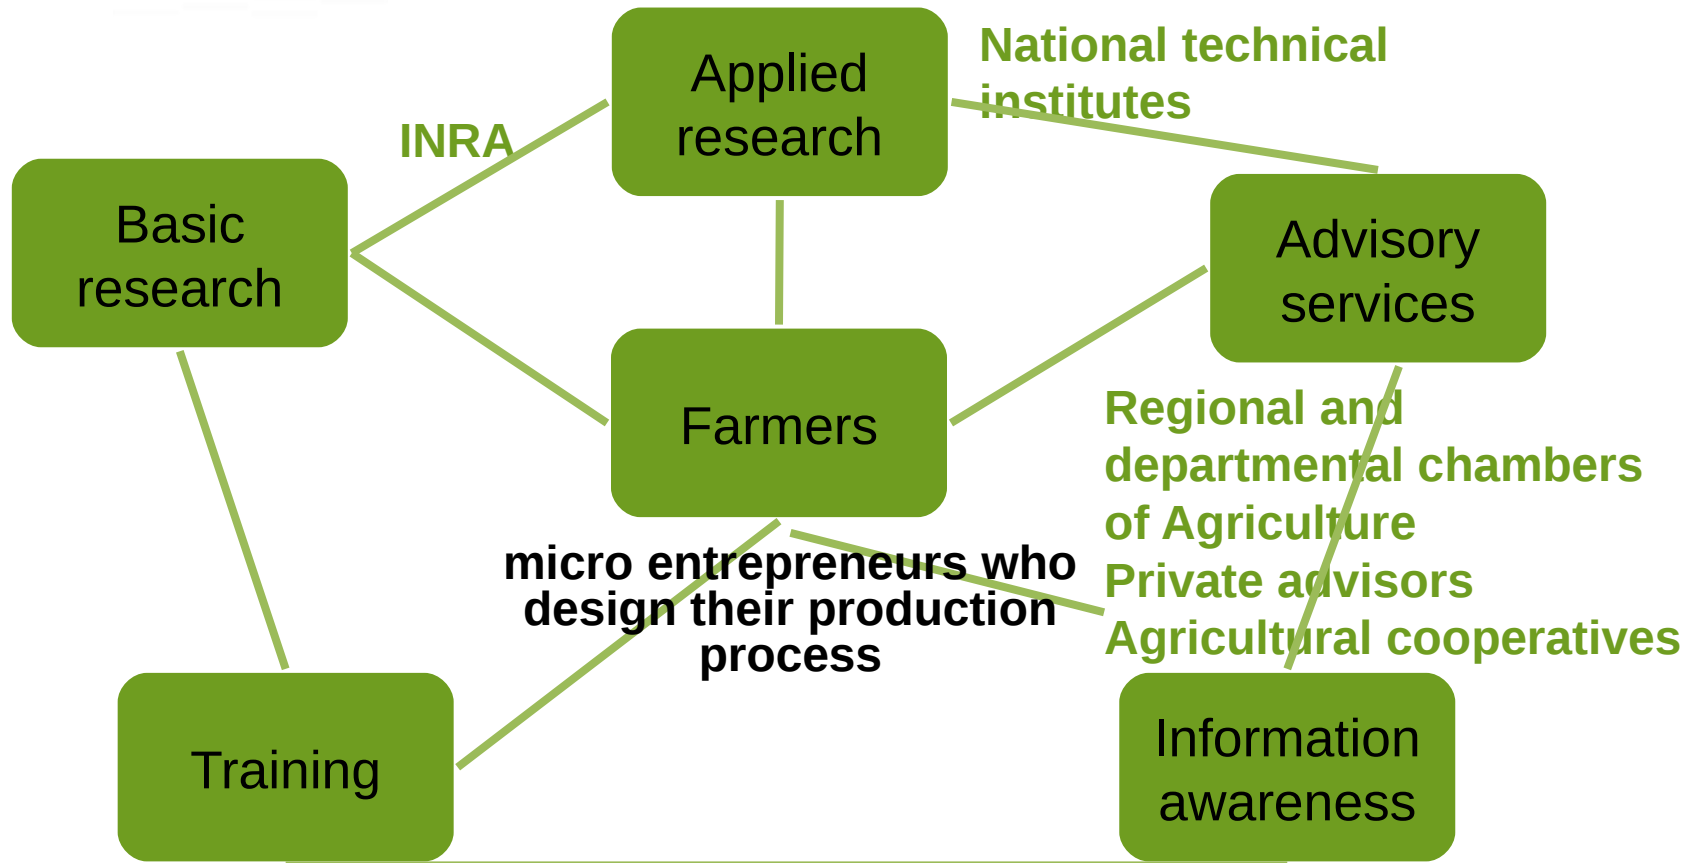 Applied
research
National technical
institutes
INRA
Basic
research
Advisory
services
Farmers
Regional and
departmental chambers
of Agriculture
Private advisors
Agricultural cooperatives
micro entrepreneurs who
design their production
process
Training
Information
awareness